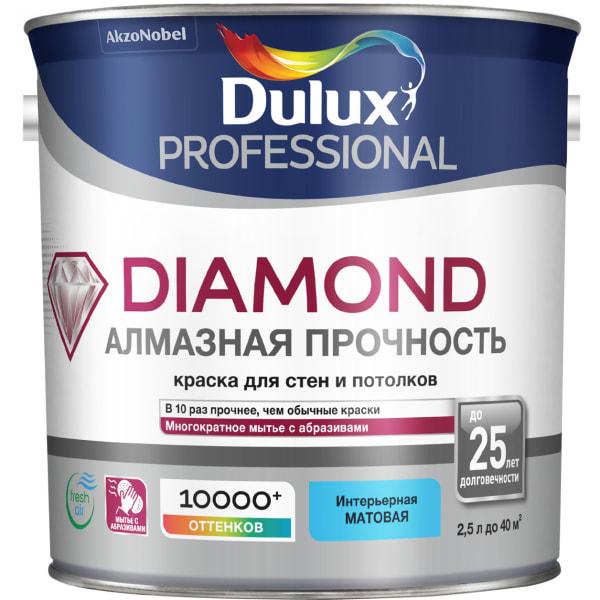 AkzoNobel
Dulux
PROFESSIONAL
DIAMOND
АЛМАЗНАЯ ПРОЧНОСТЬ
краска для стен и потолков
В 10 раз прочнее, чем обычные краски
Многократное мытье с абразивами
до
25 лет
долговечности
fresh
air
МЫТЬЕ С
АБРАЗИВАМИ
10000+
ОТТЕНКОВ
Интерьерная
МАТОВАЯ
2,5 л до 40 м²